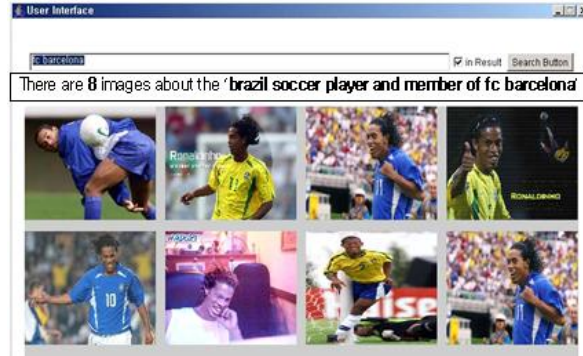 User Interface
fc barcelona
in Result
Search Button
There are 8 images about the 'brazil soccer player and member of fc barcelona'
Ronaldinho
RONALDINHO
10